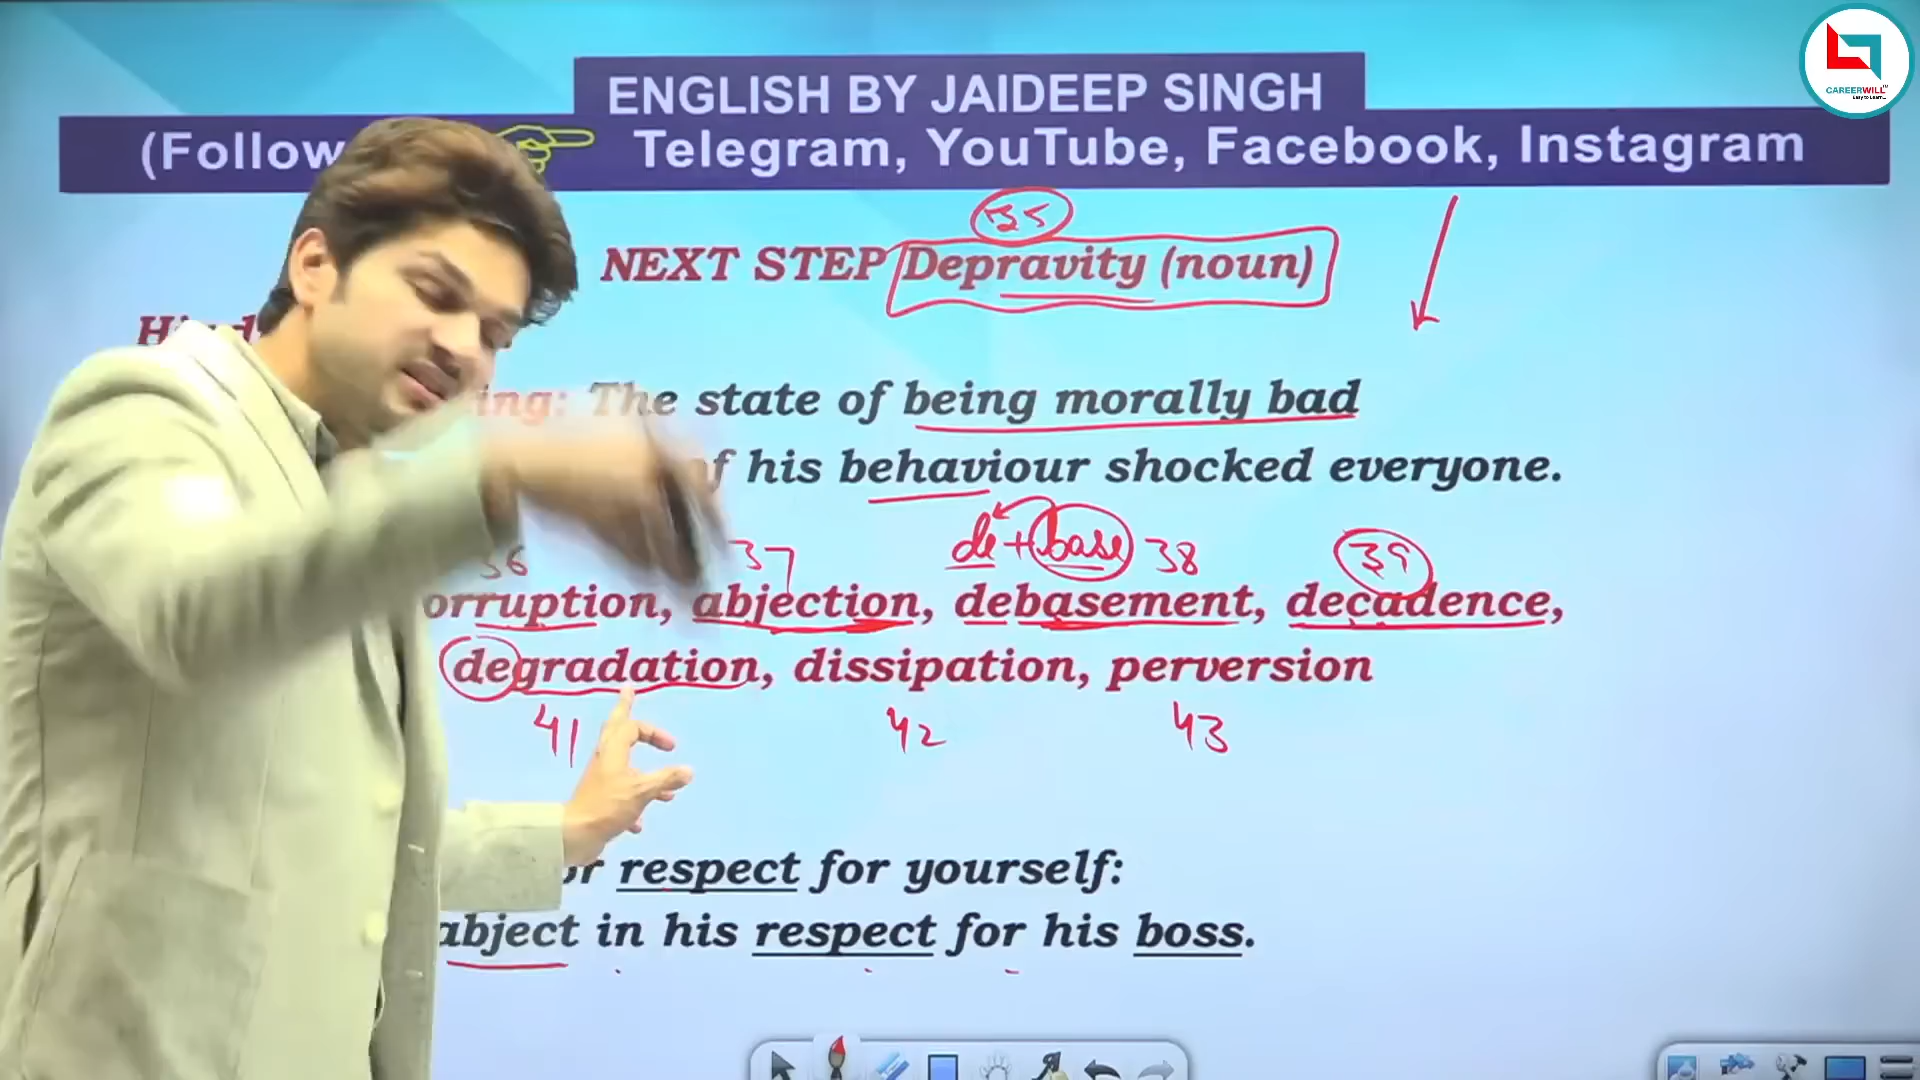 CAREERWILL
ENGLISH BY JAIDEEP SINGH
(Follow Telegram, YouTube, Facebook, Instagram
35
NEXT STEP Depravity (noun)
The state of being morally bad
his behaviour shocked everyone.
de+base
36 37 38 39
orruption, abjection, debasement, decadence,
degradation, dissipation, perversion
41 42 43
respect for yourself:
abject in his respect for his boss.